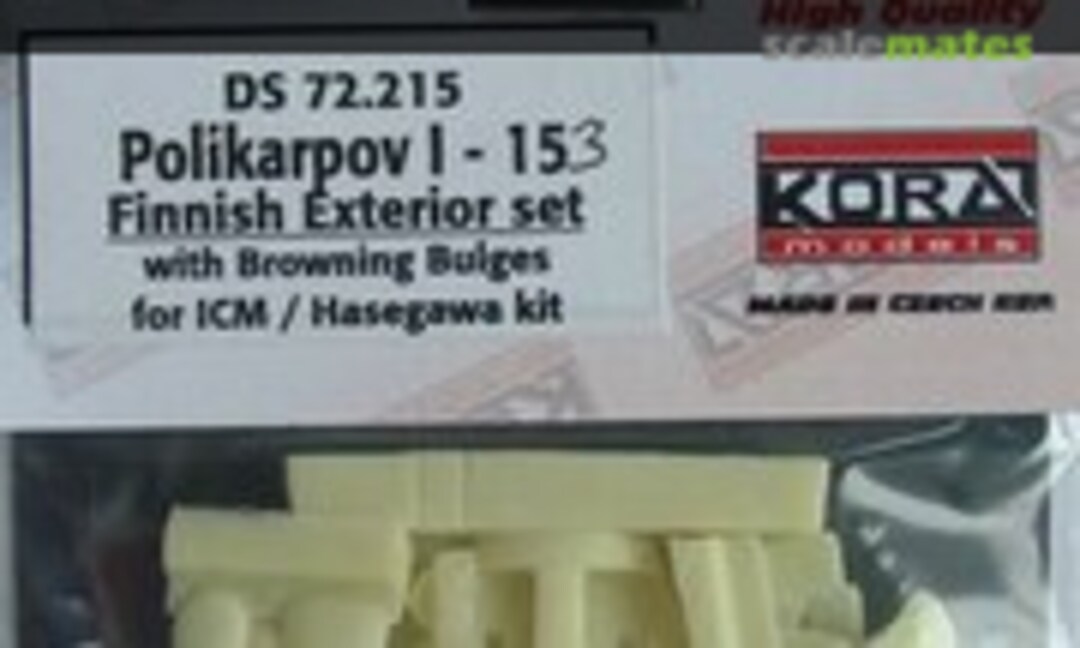 High Quality
scalemates
DS 72.215
Polikarpov I - 153
Finnish Exterior set
with Browning Bulges
for ICM / Hasegawa kit
KORA
models
MADE IN CZECH REP.